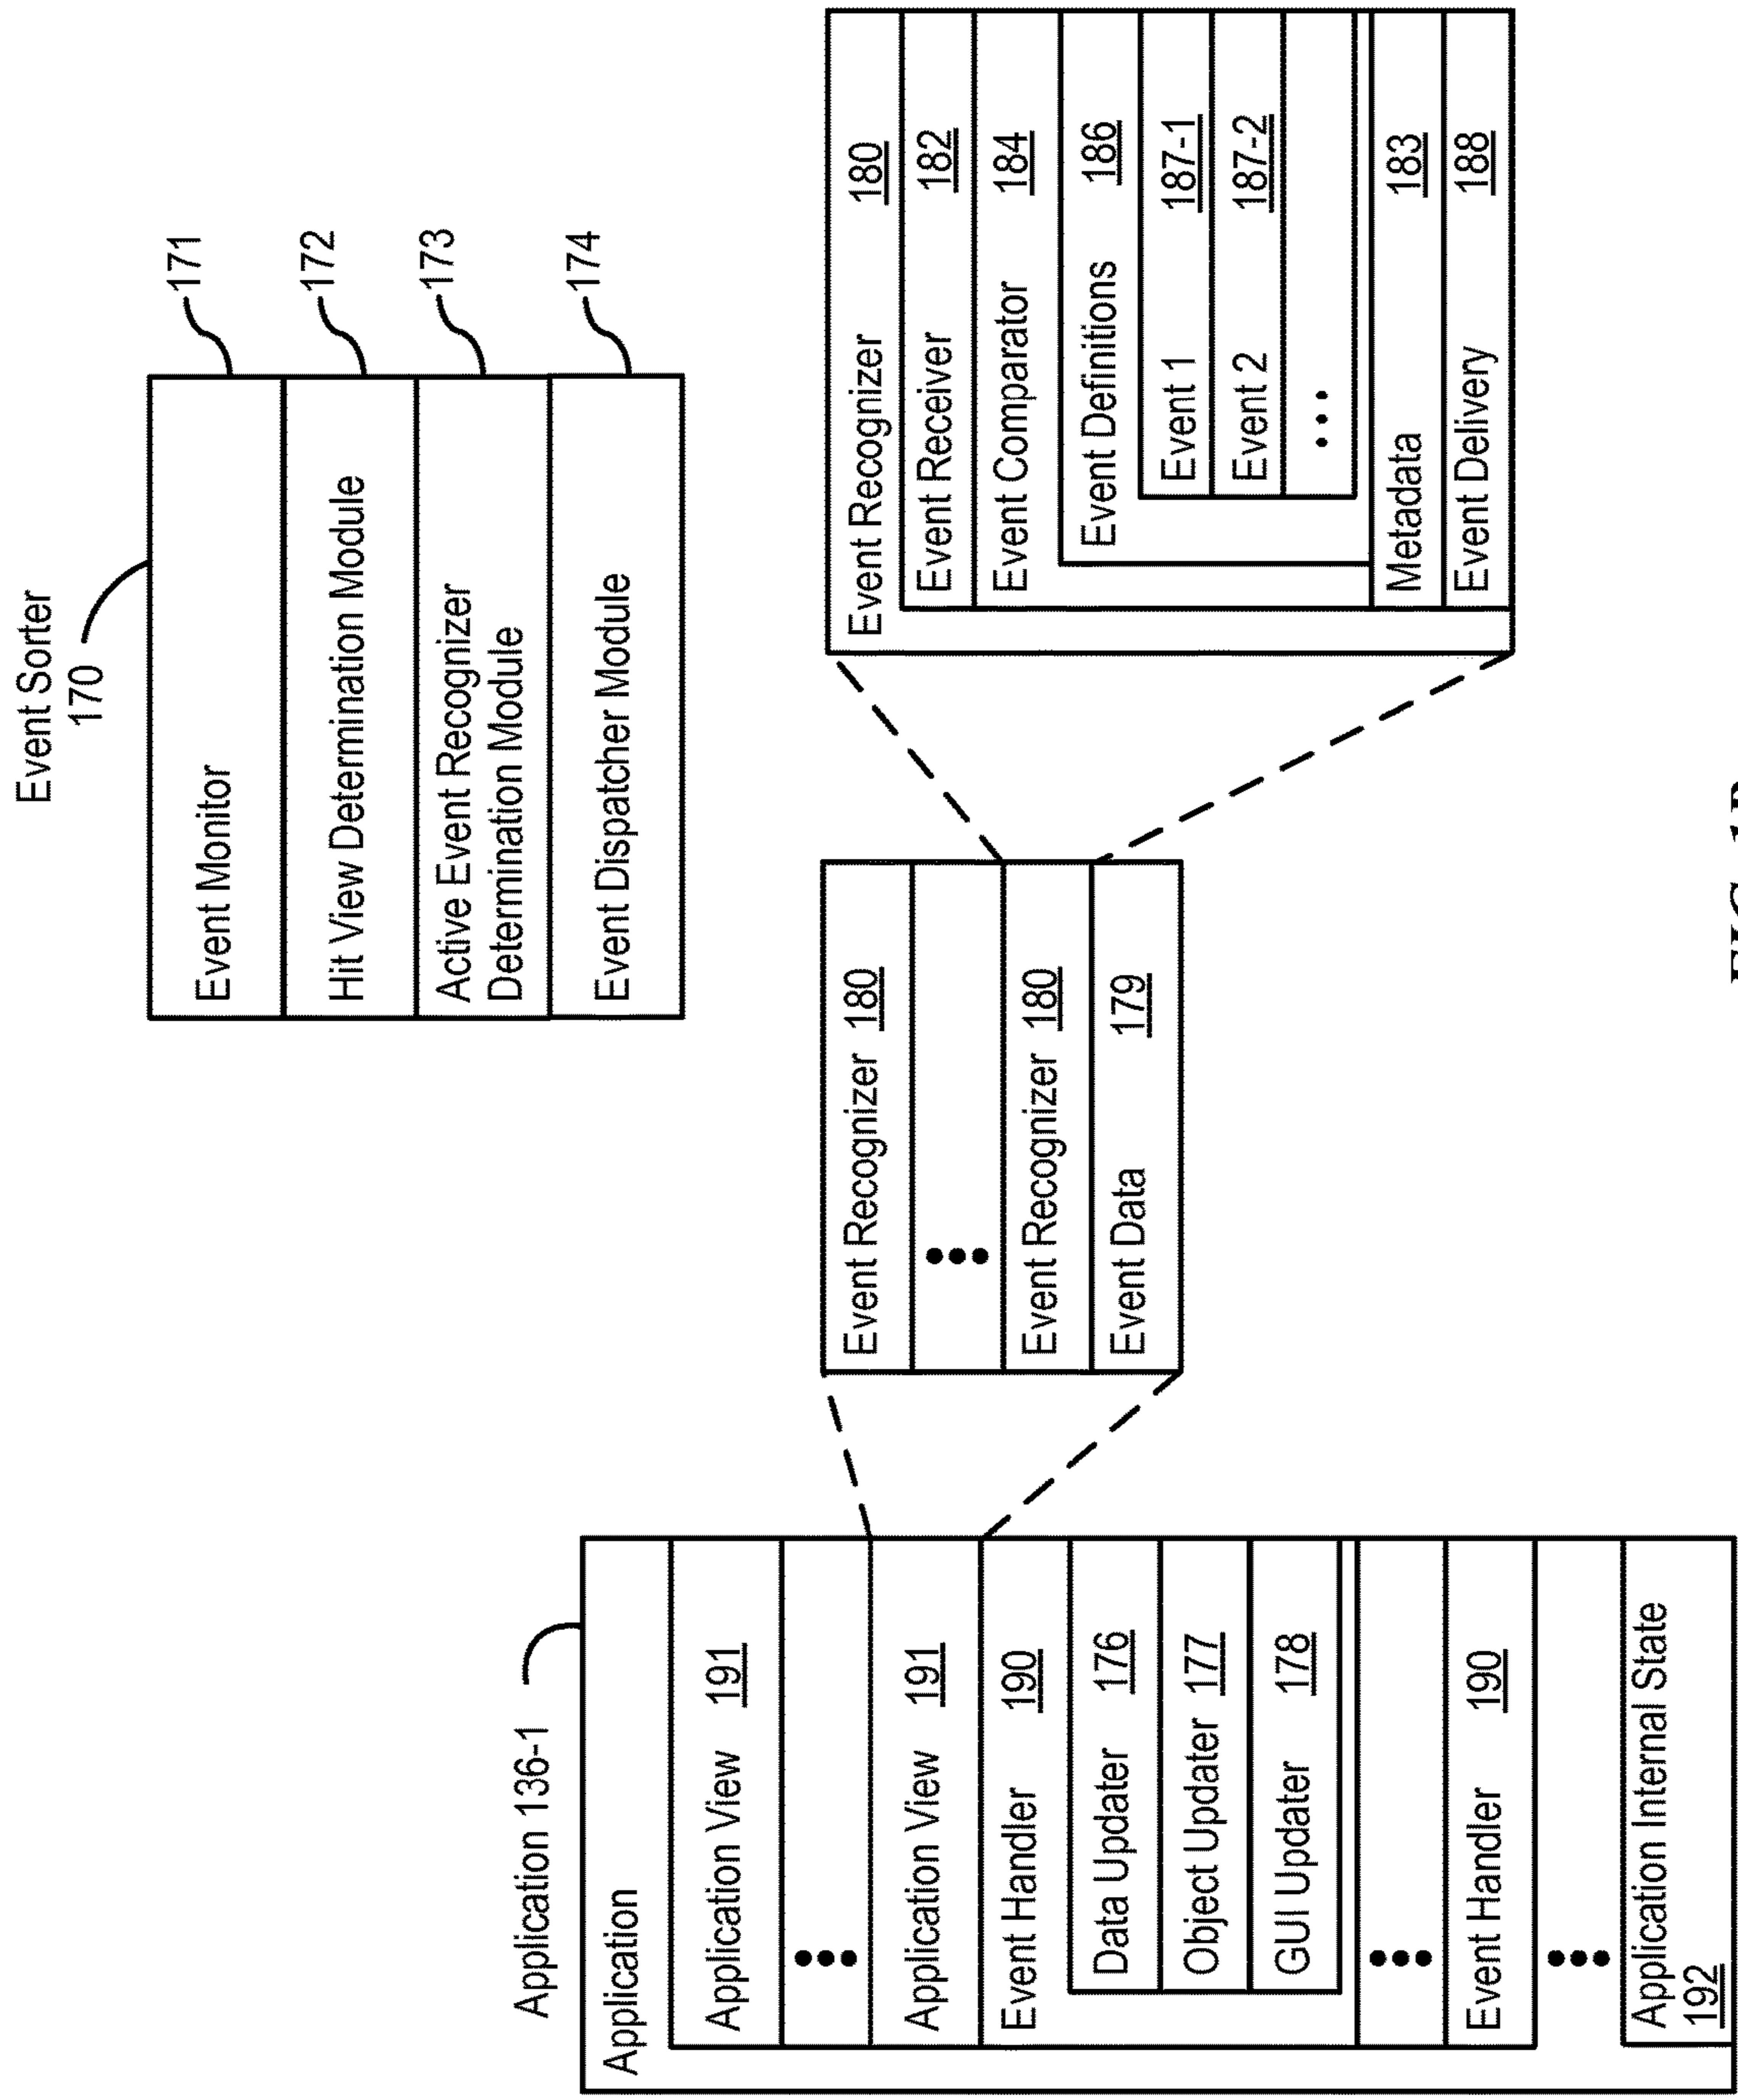 Event Sorter
170
Event Monitor
171
Hit View Determination Module
172
Active Event Recognizer
Determination Module
173
Event Dispatcher Module
174
Application 136-1
Application
Application View 191
•••
Application View 191
Event Handler 190
Data Updater 176
Object Updater 177
GUI Updater 178
•••
Event Handler 190
•••
Application Internal State
192
Event Recognizer 180
•••
Event Recognizer 180
Event Data 179
Event Recognizer 180
Event Receiver 182
Event Comparator 184
Event Definitions 186
Event 1 187-1
Event 2 187-2
•••
Metadata 183
Event Delivery 188